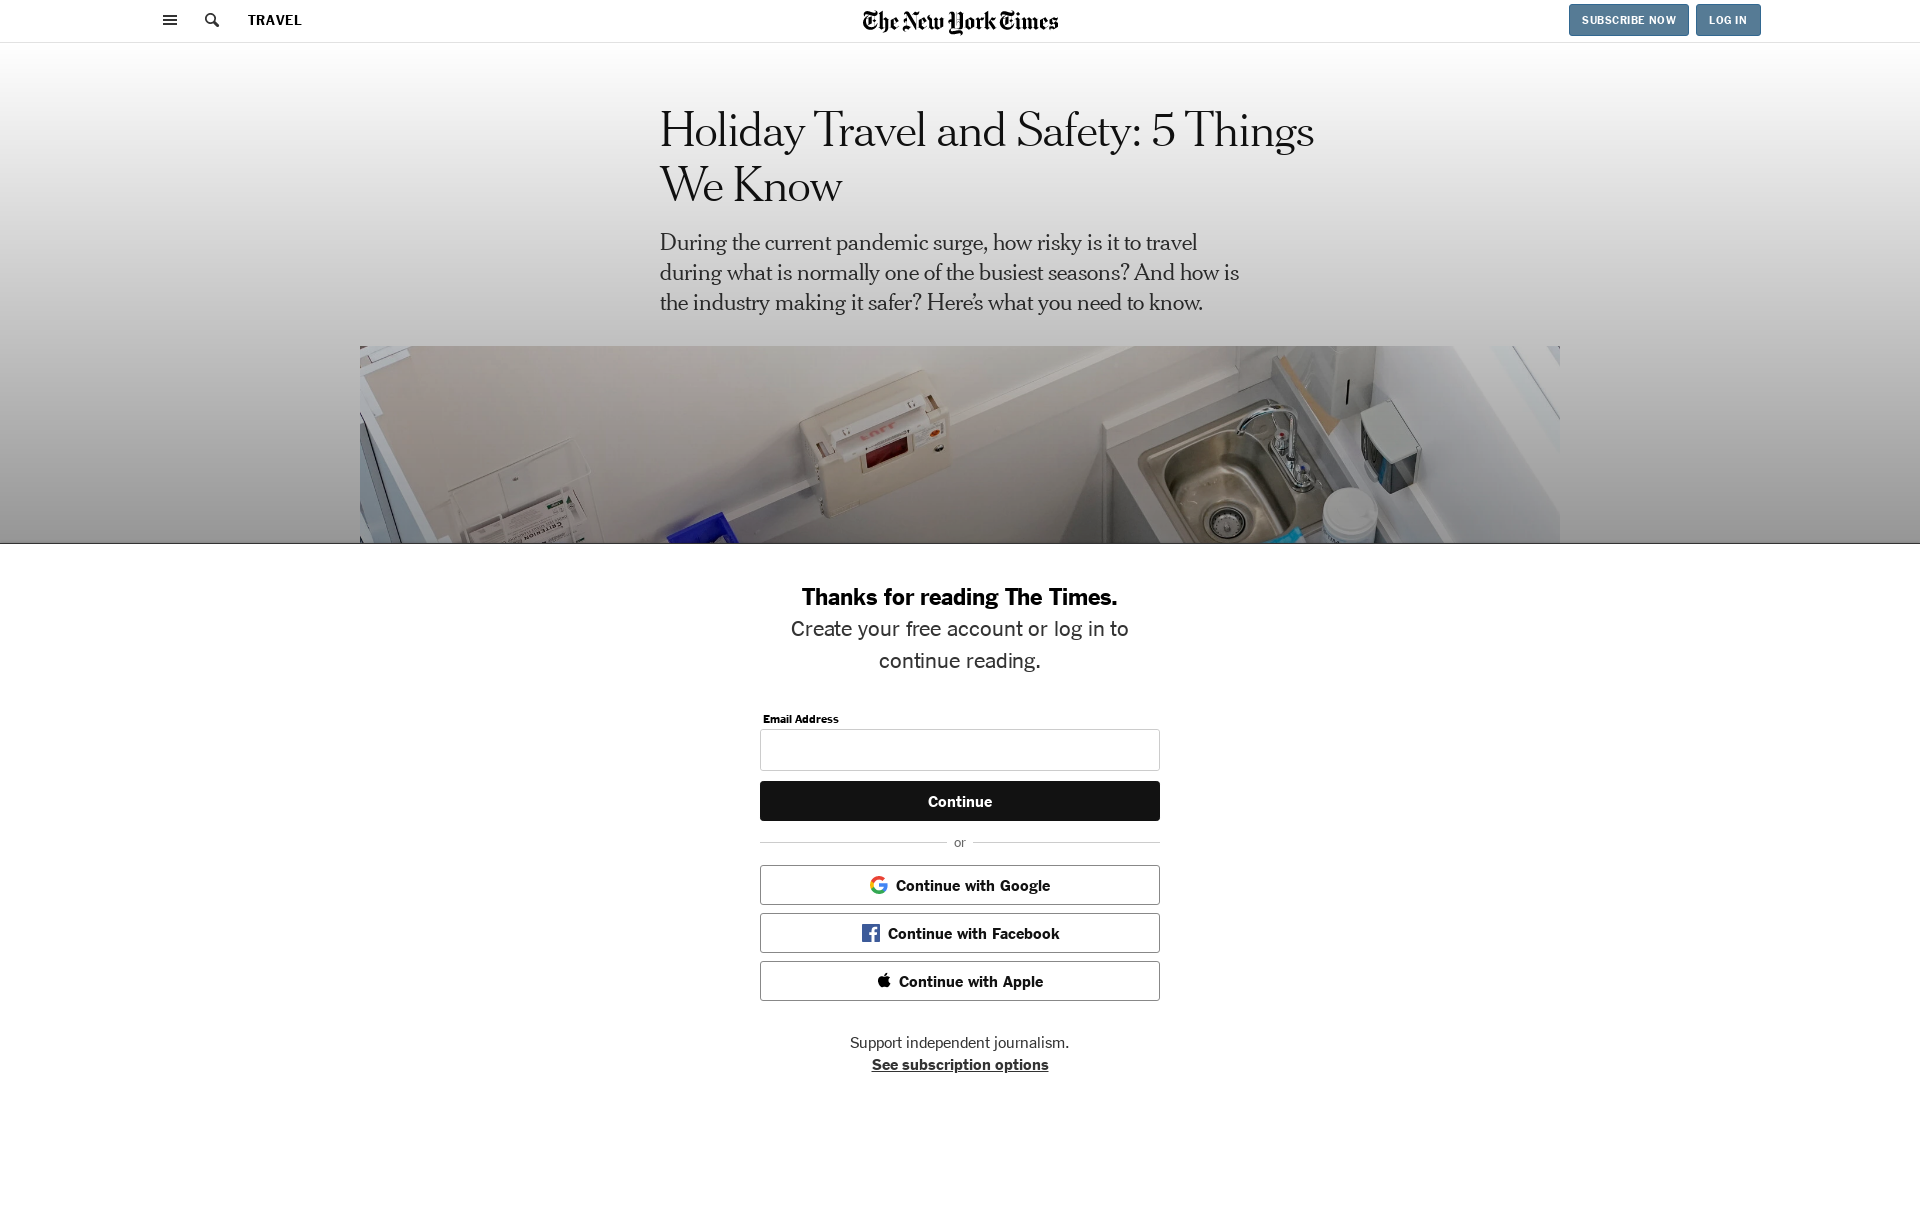 TRAVEL
The New York Times
SUBSCRIBE NOW
LOG IN
Holiday Travel and Safety: 5 Things
We Know
During the current pandemic surge, how risky is it to travel
during what is normally one of the busiest seasons? And how is
the industry making it safer? Here’s what you need to know.
Thanks for reading The Times.
Create your free account or log in to
continue reading.
Email Address
Continue
or
Continue with Google
Continue with Facebook
Continue with Apple
Support independent journalism.
See subscription options